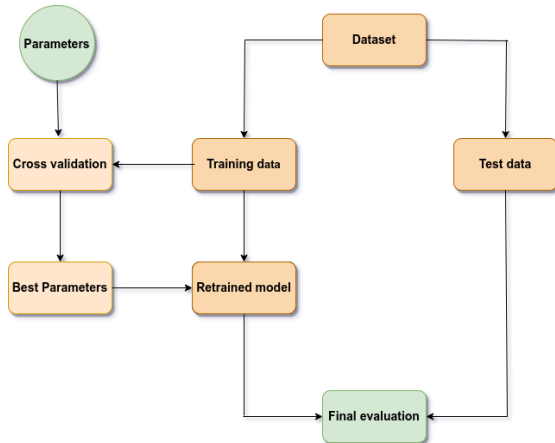 Parameters
Dataset
Cross validation
Training data
Test data
Best Parameters
Retrained model
Final evaluation